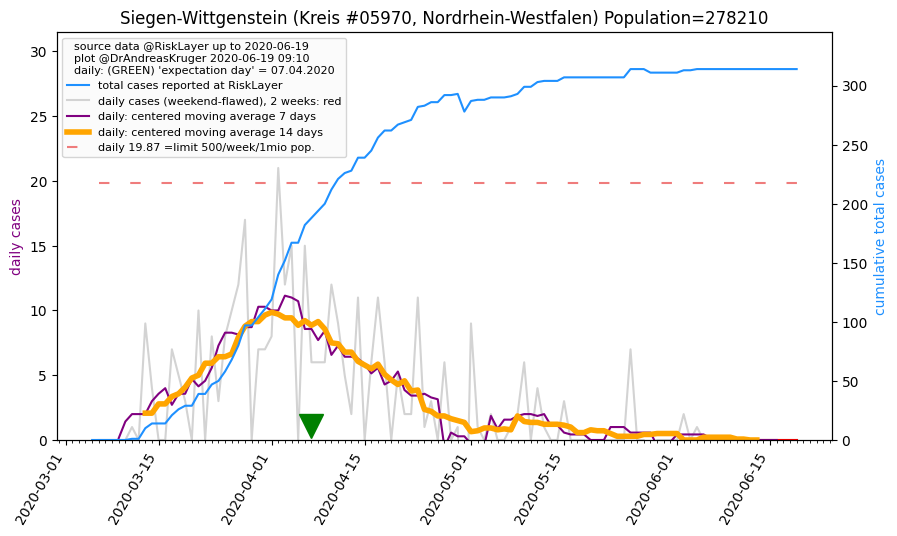 Siegen-Wittgenstein (Kreis #05970, Nordrhein-Westfalen) Population=278210
source data @RiskLayer up to 2020-06-19
plot @DrAndreasKruger 2020-06-19 09:10
daily: (GREEN) 'expectation day' = 07.04.2020
total cases reported at RiskLayer
daily cases (weekend-flawed), 2 weeks: red
daily: centered moving average 7 days
daily: centered moving average 14 days
daily 19.87 =limit 500/week/1mio pop.
daily cases
30
25
20
15
10
5
0
cumulative total cases
300
250
200
150
100
50
0
2020-03-01
2020-03-15
2020-04-01
2020-04-15
2020-05-01
2020-05-15
2020-06-01
2020-06-15